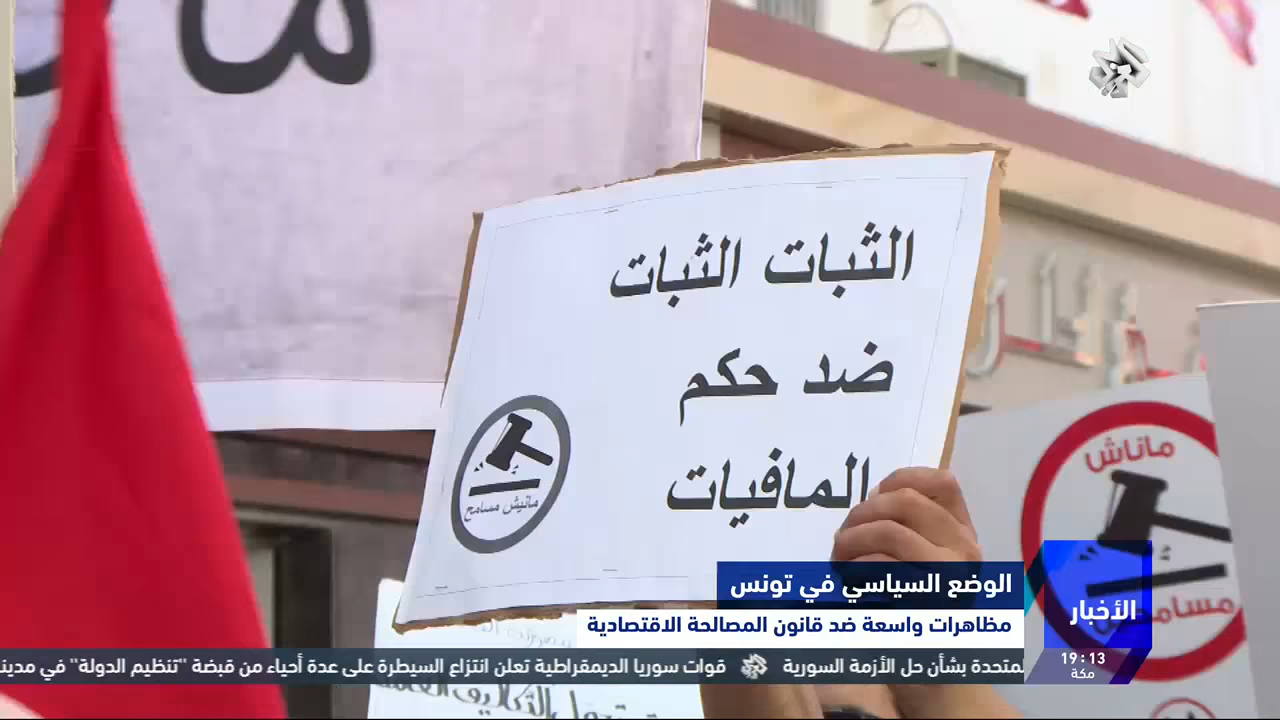 الثبات الثبات
ضد حكم
المافيات
مانيش مسامح
ماناش
الوضع السياسي في تونس
مظاهرات واسعة ضد قانون المصالحة الاقتصادية
الأخبار
19:13
مكة
لمتحدة بشأن حل الأزمة السورية قوات سوريا الديمقراطية تعلن انتزاع السيطرة على عدة أحياء من قبضة "تنظيم الدولة" في مدين